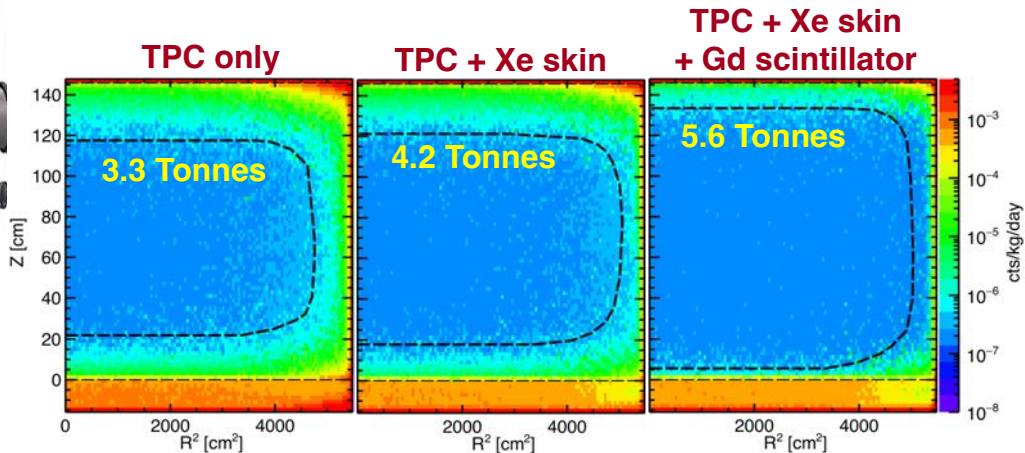 TPC only
TPC + Xe skin
TPC + Xe skin
+ Gd scintillator
3.3 Tonnes
4.2 Tonnes
5.6 Tonnes
140
120
100
80
60
40
20
0
Z [cm]
0
2000
4000
R² [cm²]
2000
4000
R² [cm²]
2000
4000
R² [cm²]
10⁻³
10⁻⁴
10⁻⁵
10⁻⁶
10⁻⁷
10⁻⁸
cts/kg/day